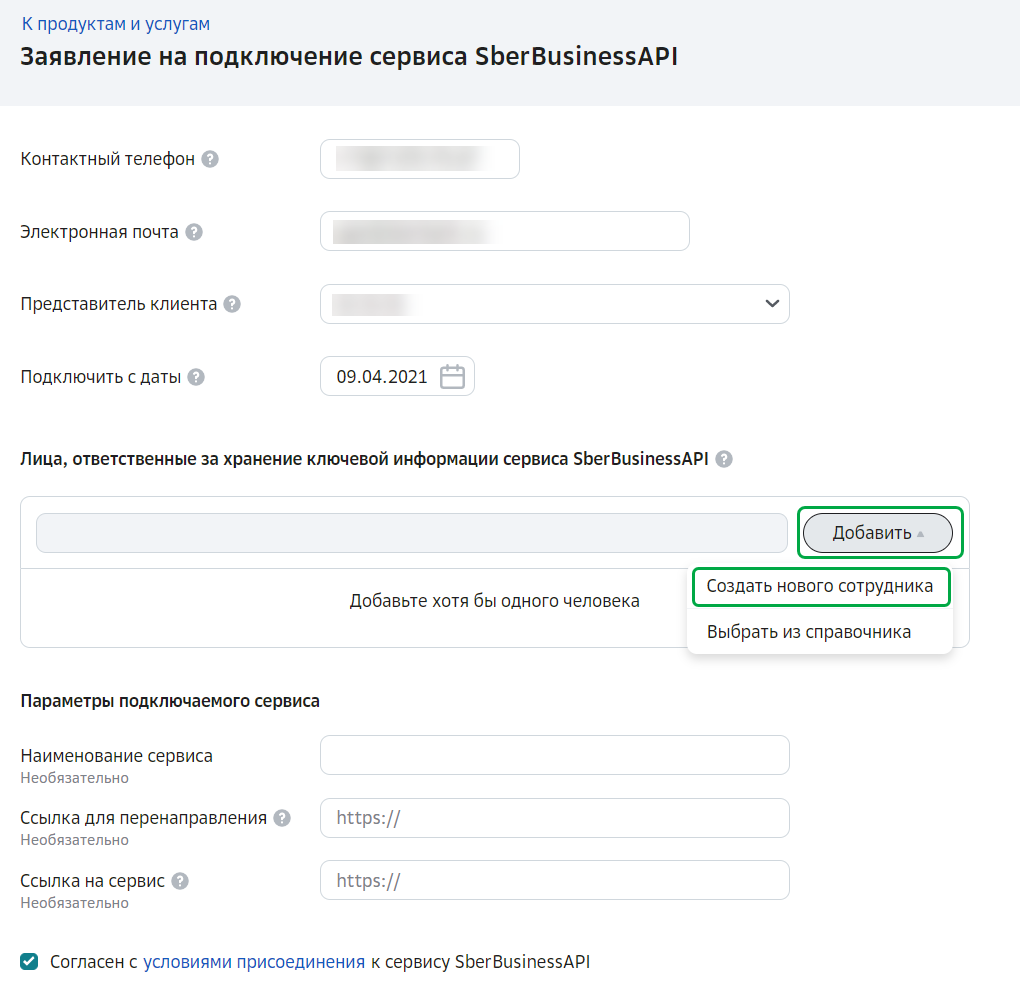 К продуктам и услугам
Заявление на подключение сервиса SberBusinessAPI
Контактный телефон ?
Электронная почта ?
Представитель клиента ?
Подключить с даты ? 09.04.2021
Лица, ответственные за хранение ключевой информации сервиса SberBusinessAPI ?
Добавить
Создать нового сотрудника
Добавьте хотя бы одного человека
Выбрать из справочника
Параметры подключаемого сервиса
Наименование сервиса
Необязательно
Ссылка для перенаправления ? https://
Необязательно
Ссылка на сервис ? https://
Необязательно
Согласен с условиями присоединения к сервису SberBusinessAPI